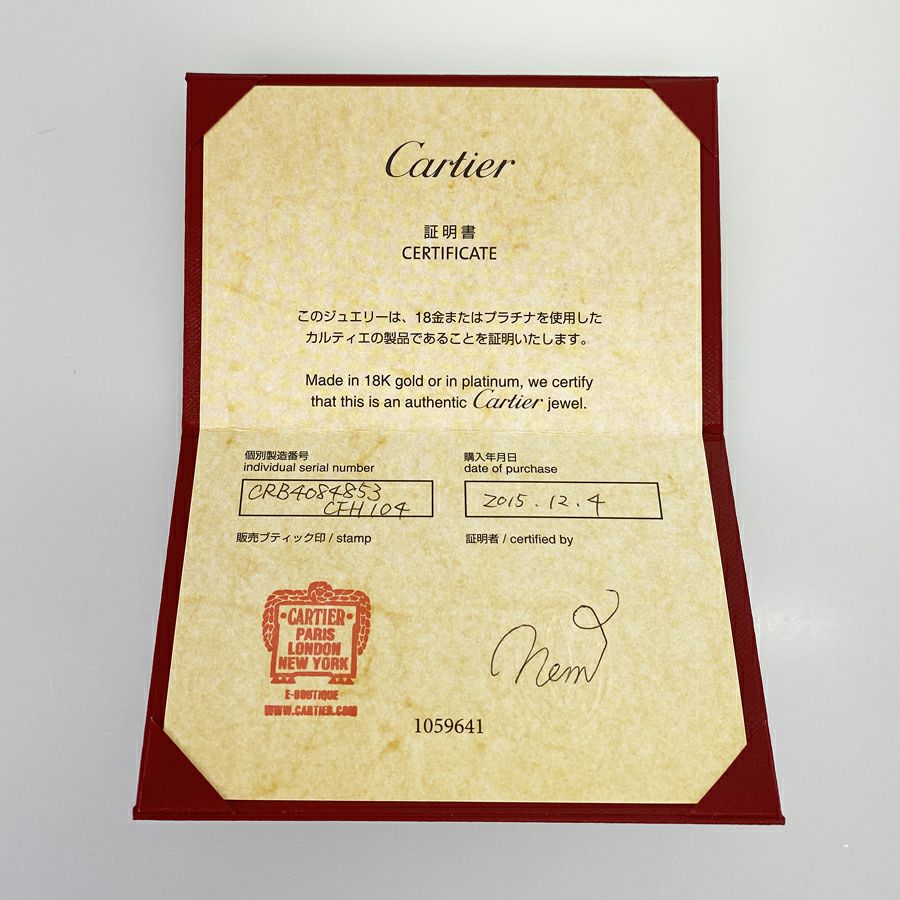 Cartier
証明書
CERTIFICATE
このジュエリーは、18金またはプラチナを使用した
カルティエの製品であることを証明いたします。
Made in 18K gold or in platinum, we certify
that this is an authentic Cartier jewel.
個別製造番号
individual serial number
CRB4084853
CFH104
購入年月日
date of purchase
2015.12.4
販売ブティック印 / stamp
証明者 / certified by
·CARTIER·
PARIS
LONDON
NEW YORK
E-BOUTIQUE
WWW.CARTIER.COM
1059641